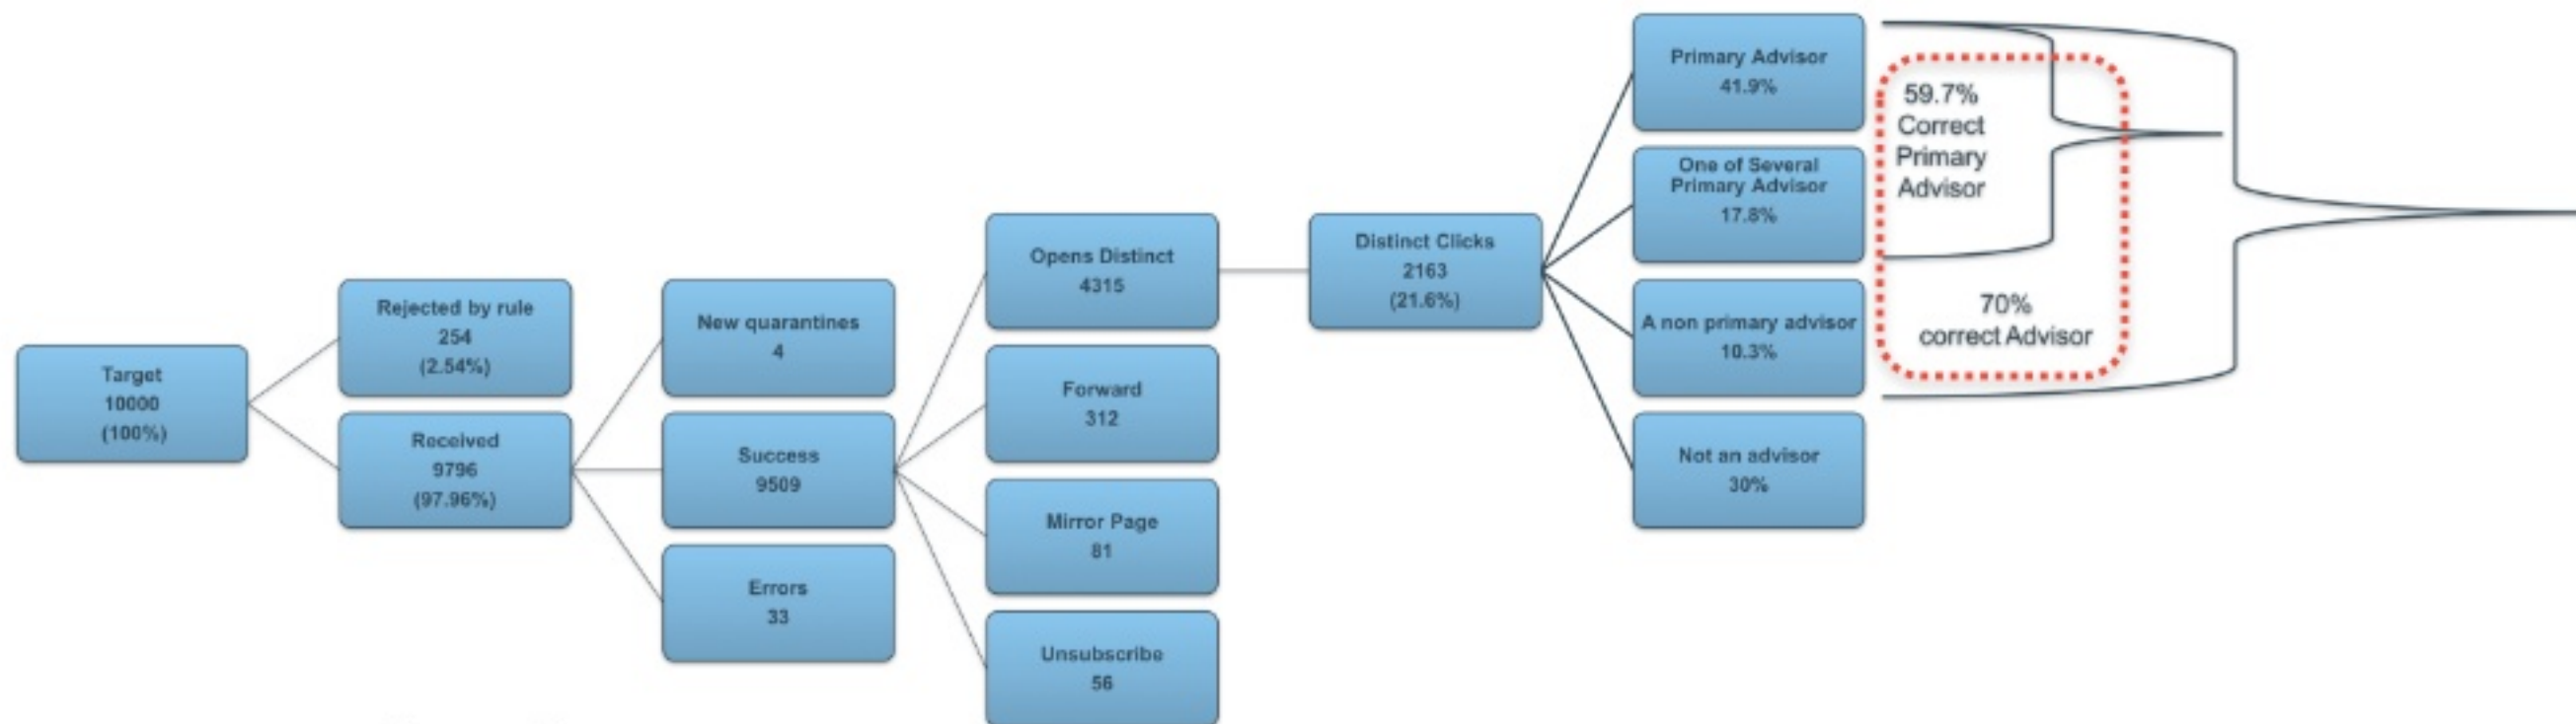 Target
10000
(100%)
Rejected by rule
254
(2.54%)
Received
9796
(97.96%)
New quarantines
4
Success
9509
Errors
33
Opens Distinct
4315
Forward
312
Mirror Page
81
Unsubscribe
56
Distinct Clicks
2163
(21.6%)
Primary Advisor
41.9%
One of Several
Primary Advisor
17.8%
A non primary advisor
10.3%
Not an advisor
30%
59.7%
Correct
Primary
Advisor
70%
correct Advisor